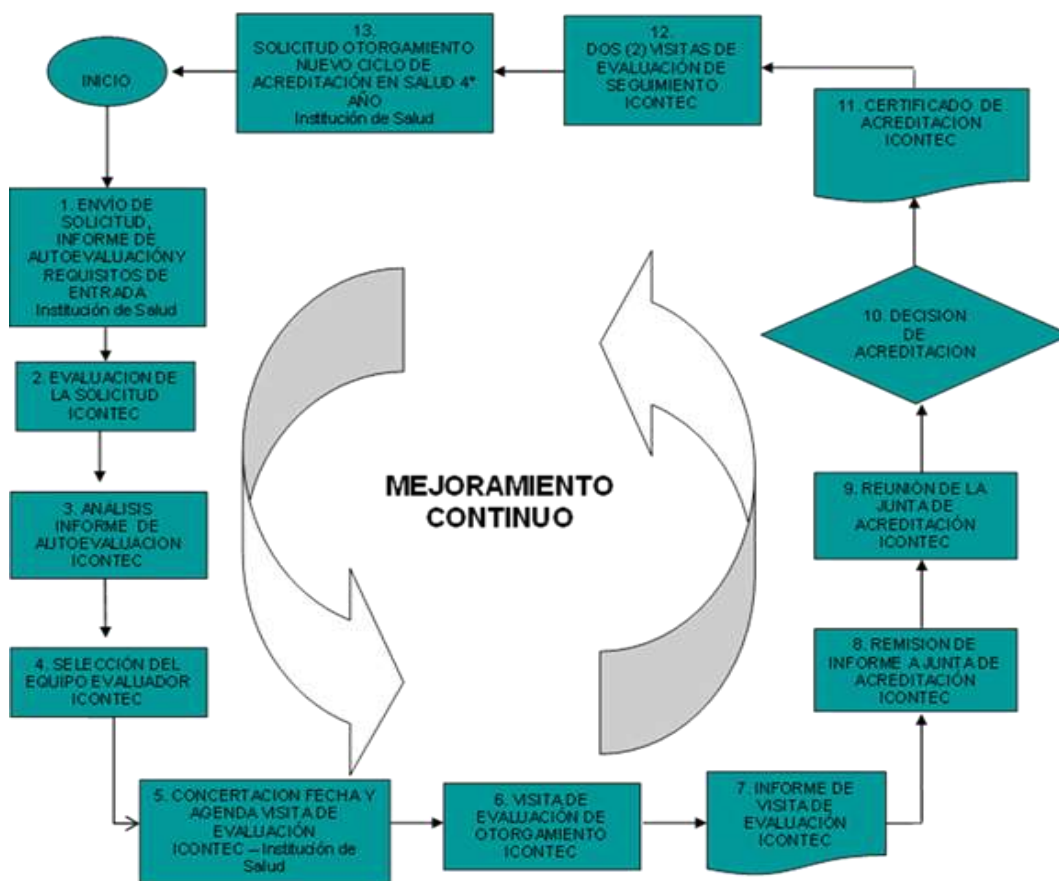 INICIO
1. ENVÍO DE
SOLICITUD,
INFORME DE
AUTOEVALUACIÓN Y
REQUISITOS DE
ENTRADA
Institución de Salud
2. EVALUACION DE
LA SOLICITUD
ICONTEC
3. ANÁLISIS
INFORME DE
AUTOEVALUACION
ICONTEC
4. SELECCIÓN DEL
EQUIPO EVALUADOR
ICONTEC
5. CONCERTACION FECHA Y
AGENDA VISITA DE
EVALUACIÓN
ICONTEC – Institución de
Salud
6. VISITA DE
EVALUACIÓN DE
OTORGAMIENTO
ICONTEC
7. INFORME DE
VISITA DE
EVALUACIÓN
ICONTEC
8. REMISION DE
INFORME A JUNTA DE
ACREDITACIÓN
ICONTEC
9. REUNIÓN DE LA
JUNTA DE
ACREDITACIÓN
ICONTEC
10. DECISION
DE
ACREDITACION
11. CERTIFICADO DE
ACREDITACION
ICONTEC
12.
DOS (2) VISITAS DE
EVALUACIÓN DE
SEGUIMIENTO
ICONTEC
13.
SOLICITUD OTORGAMIENTO
NUEVO CICLO DE
ACREDITACIÓN EN SALUD 4° 
AÑO
Institución de Salud
MEJORAMIENTO
CONTINUO